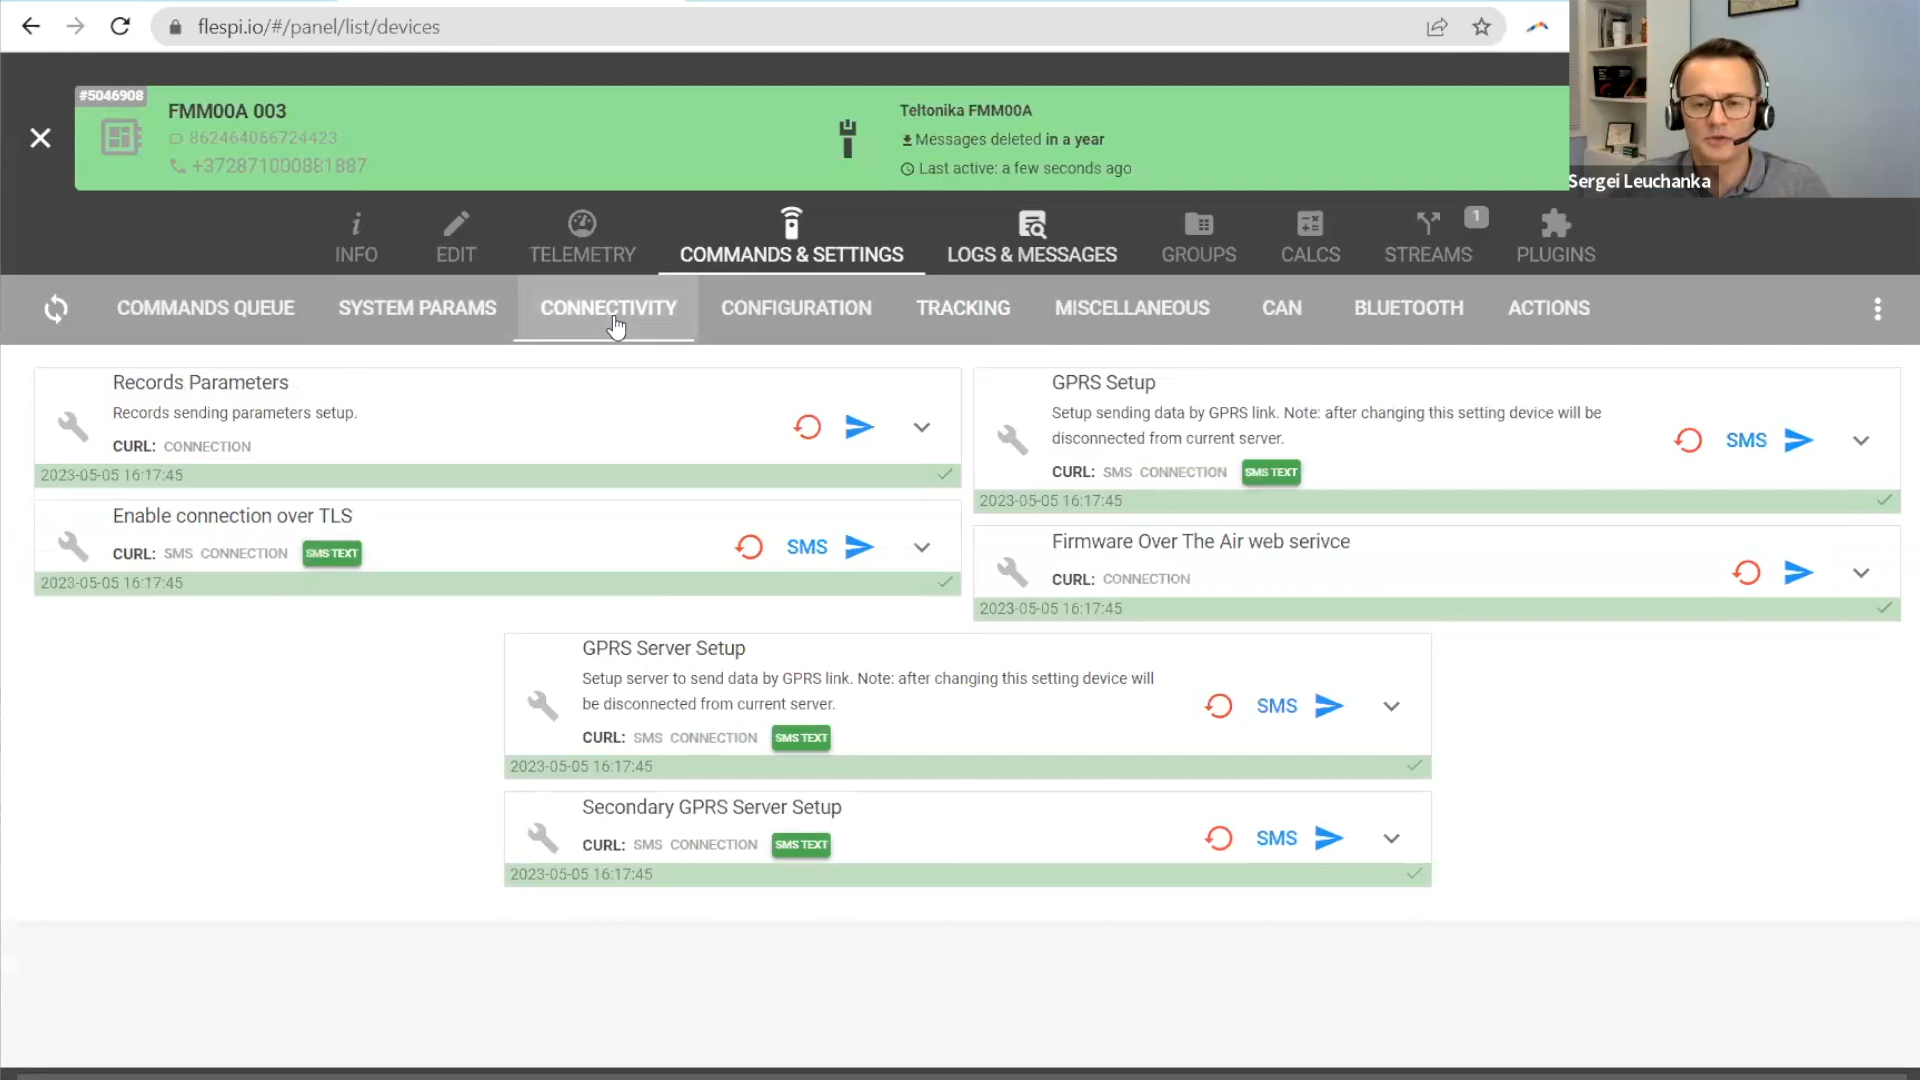 flespi.io/#/panel/list/devices
#5046908
FMM00A 003
862464066724423
+372871000881887
Teltonika FMM00A
Messages deleted in a year
Last active: a few seconds ago
Sergei Leuchanka
INFO
EDIT
TELEMETRY
COMMANDS & SETTINGS
LOGS & MESSAGES
GROUPS
CALCS
STREAMS
1
PLUGINS
COMMANDS QUEUE
SYSTEM PARAMS
CONNECTIVITY
CONFIGURATION
TRACKING
MISCELLANEOUS
CAN
BLUETOOTH
ACTIONS
Records Parameters
Records sending parameters setup.
CURL: CONNECTION
2023-05-05 16:17:45
GPRS Setup
Setup sending data by GPRS link. Note: after changing this setting device will be
disconnected from current server.
CURL: SMS CONNECTION SMS TEXT
SMS
2023-05-05 16:17:45
Enable connection over TLS
CURL: SMS CONNECTION SMS TEXT
SMS
2023-05-05 16:17:45
Firmware Over The Air web serivce
CURL: CONNECTION
2023-05-05 16:17:45
GPRS Server Setup
Setup server to send data by GPRS link. Note: after changing this setting device will
be disconnected from current server.
CURL: SMS CONNECTION SMS TEXT
SMS
2023-05-05 16:17:45
Secondary GPRS Server Setup
CURL: SMS CONNECTION SMS TEXT
SMS
2023-05-05 16:17:45